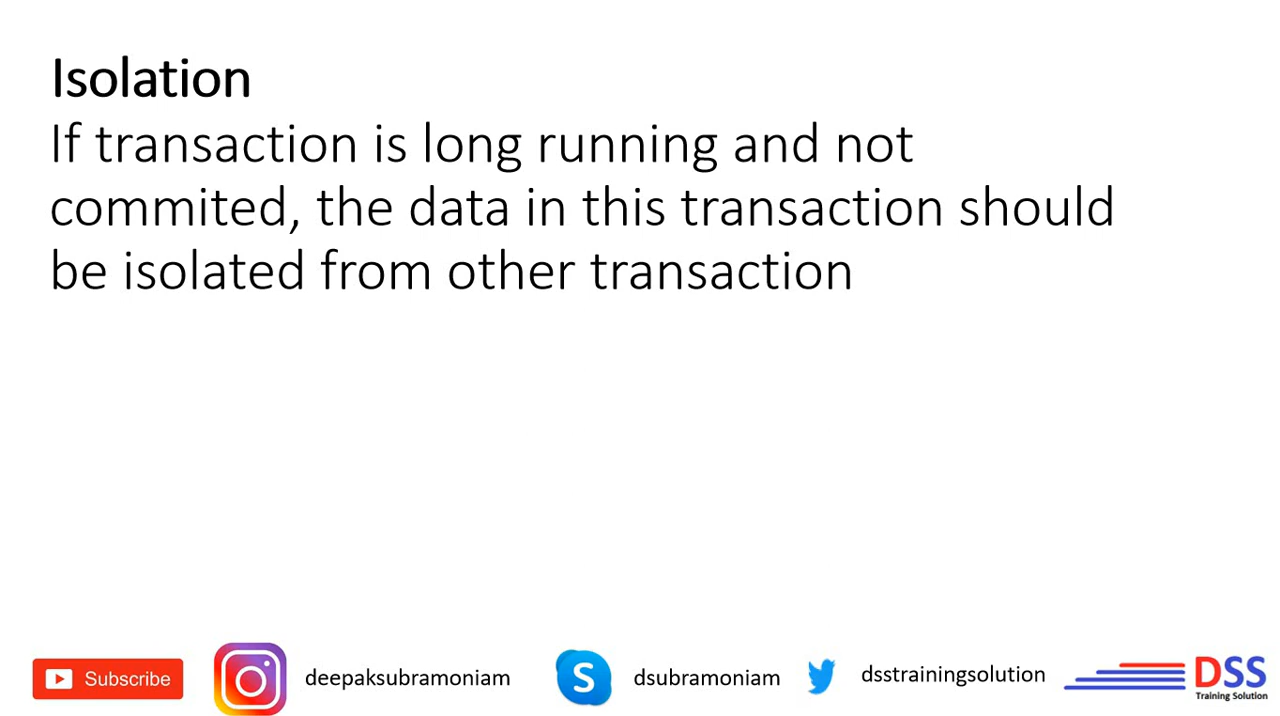 Isolation
If transaction is long running and not
commited, the data in this transaction should
be isolated from other transaction
Subscribe
deepaksubramoniam
S
dsubramoniam
dsstrainingsolution
DSS
Training Solution